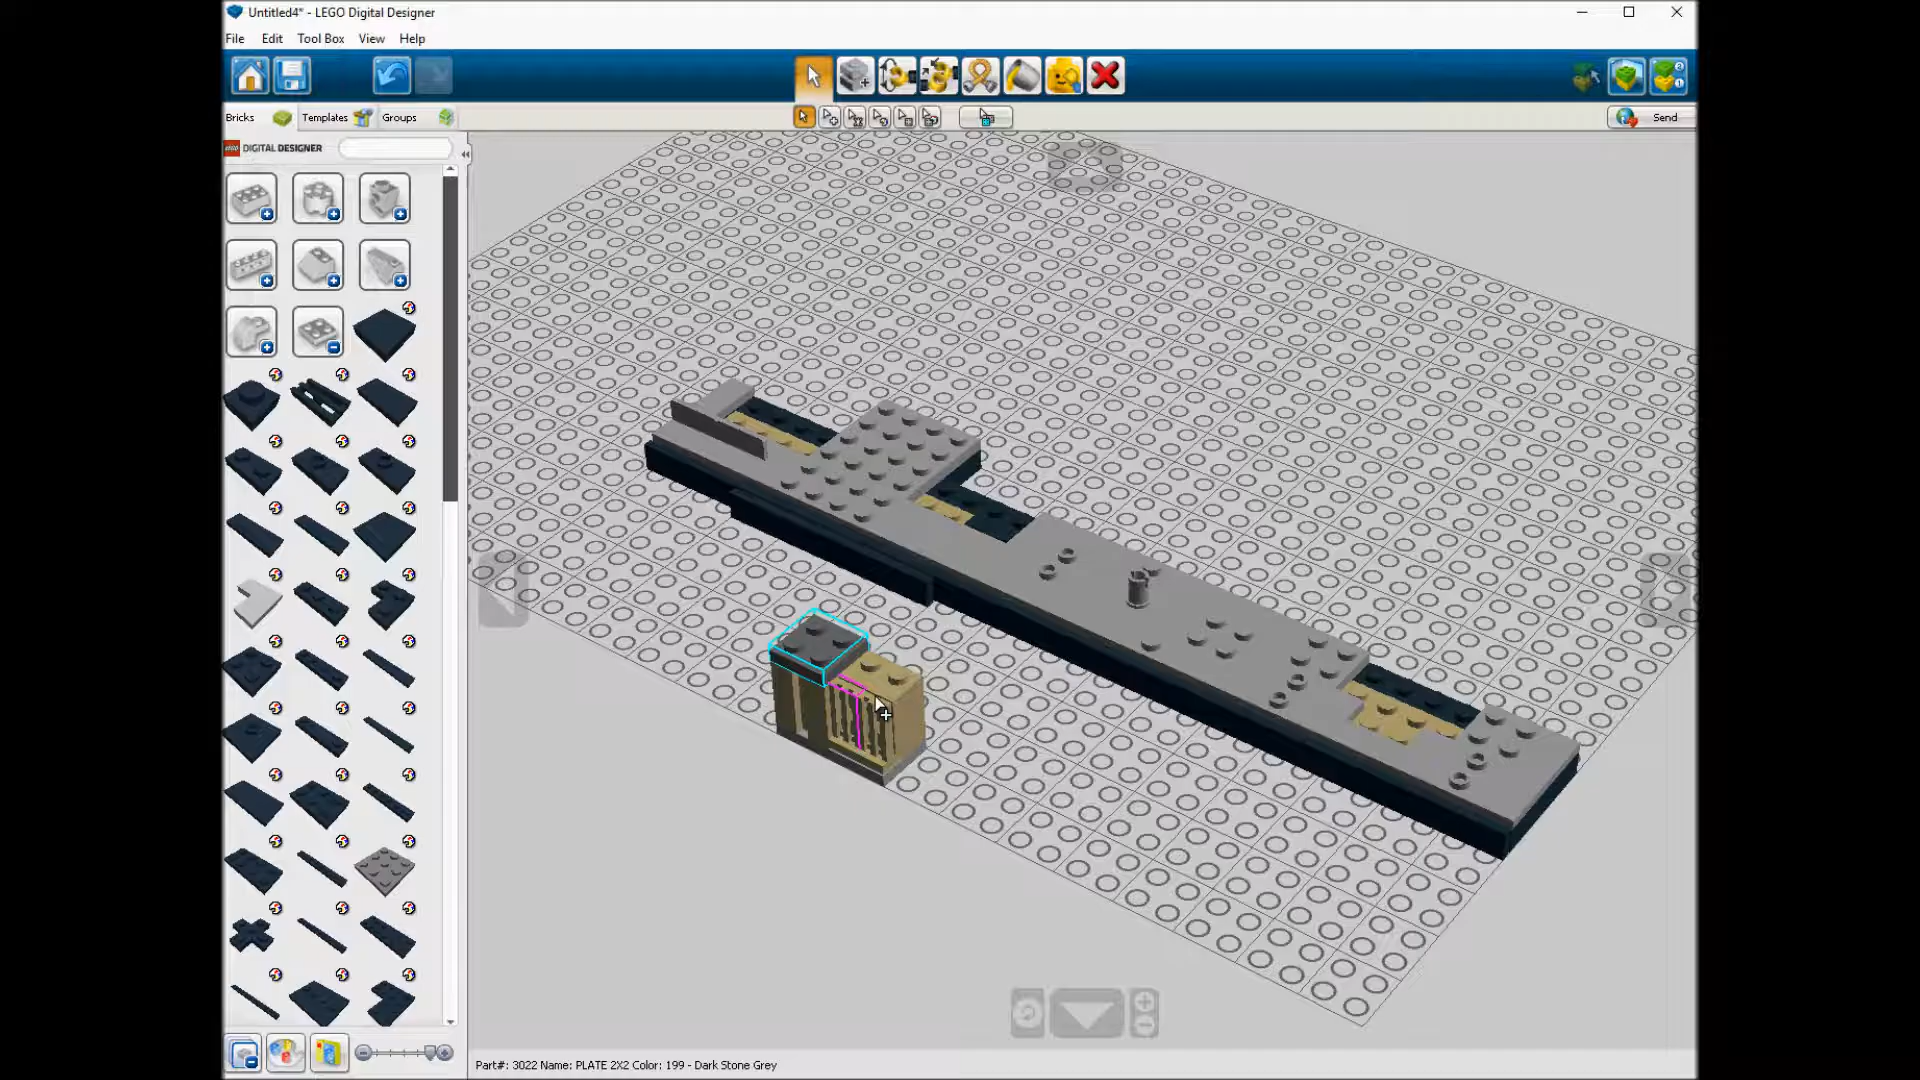 Untitled4* - LEGO Digital Designer
File Edit Tool Box View Help
Bricks Templates Groups
Send
LEGO DIGITAL DESIGNER
Part#: 3022 Name: PLATE 2X2 Color: 199 - Dark Stone Grey